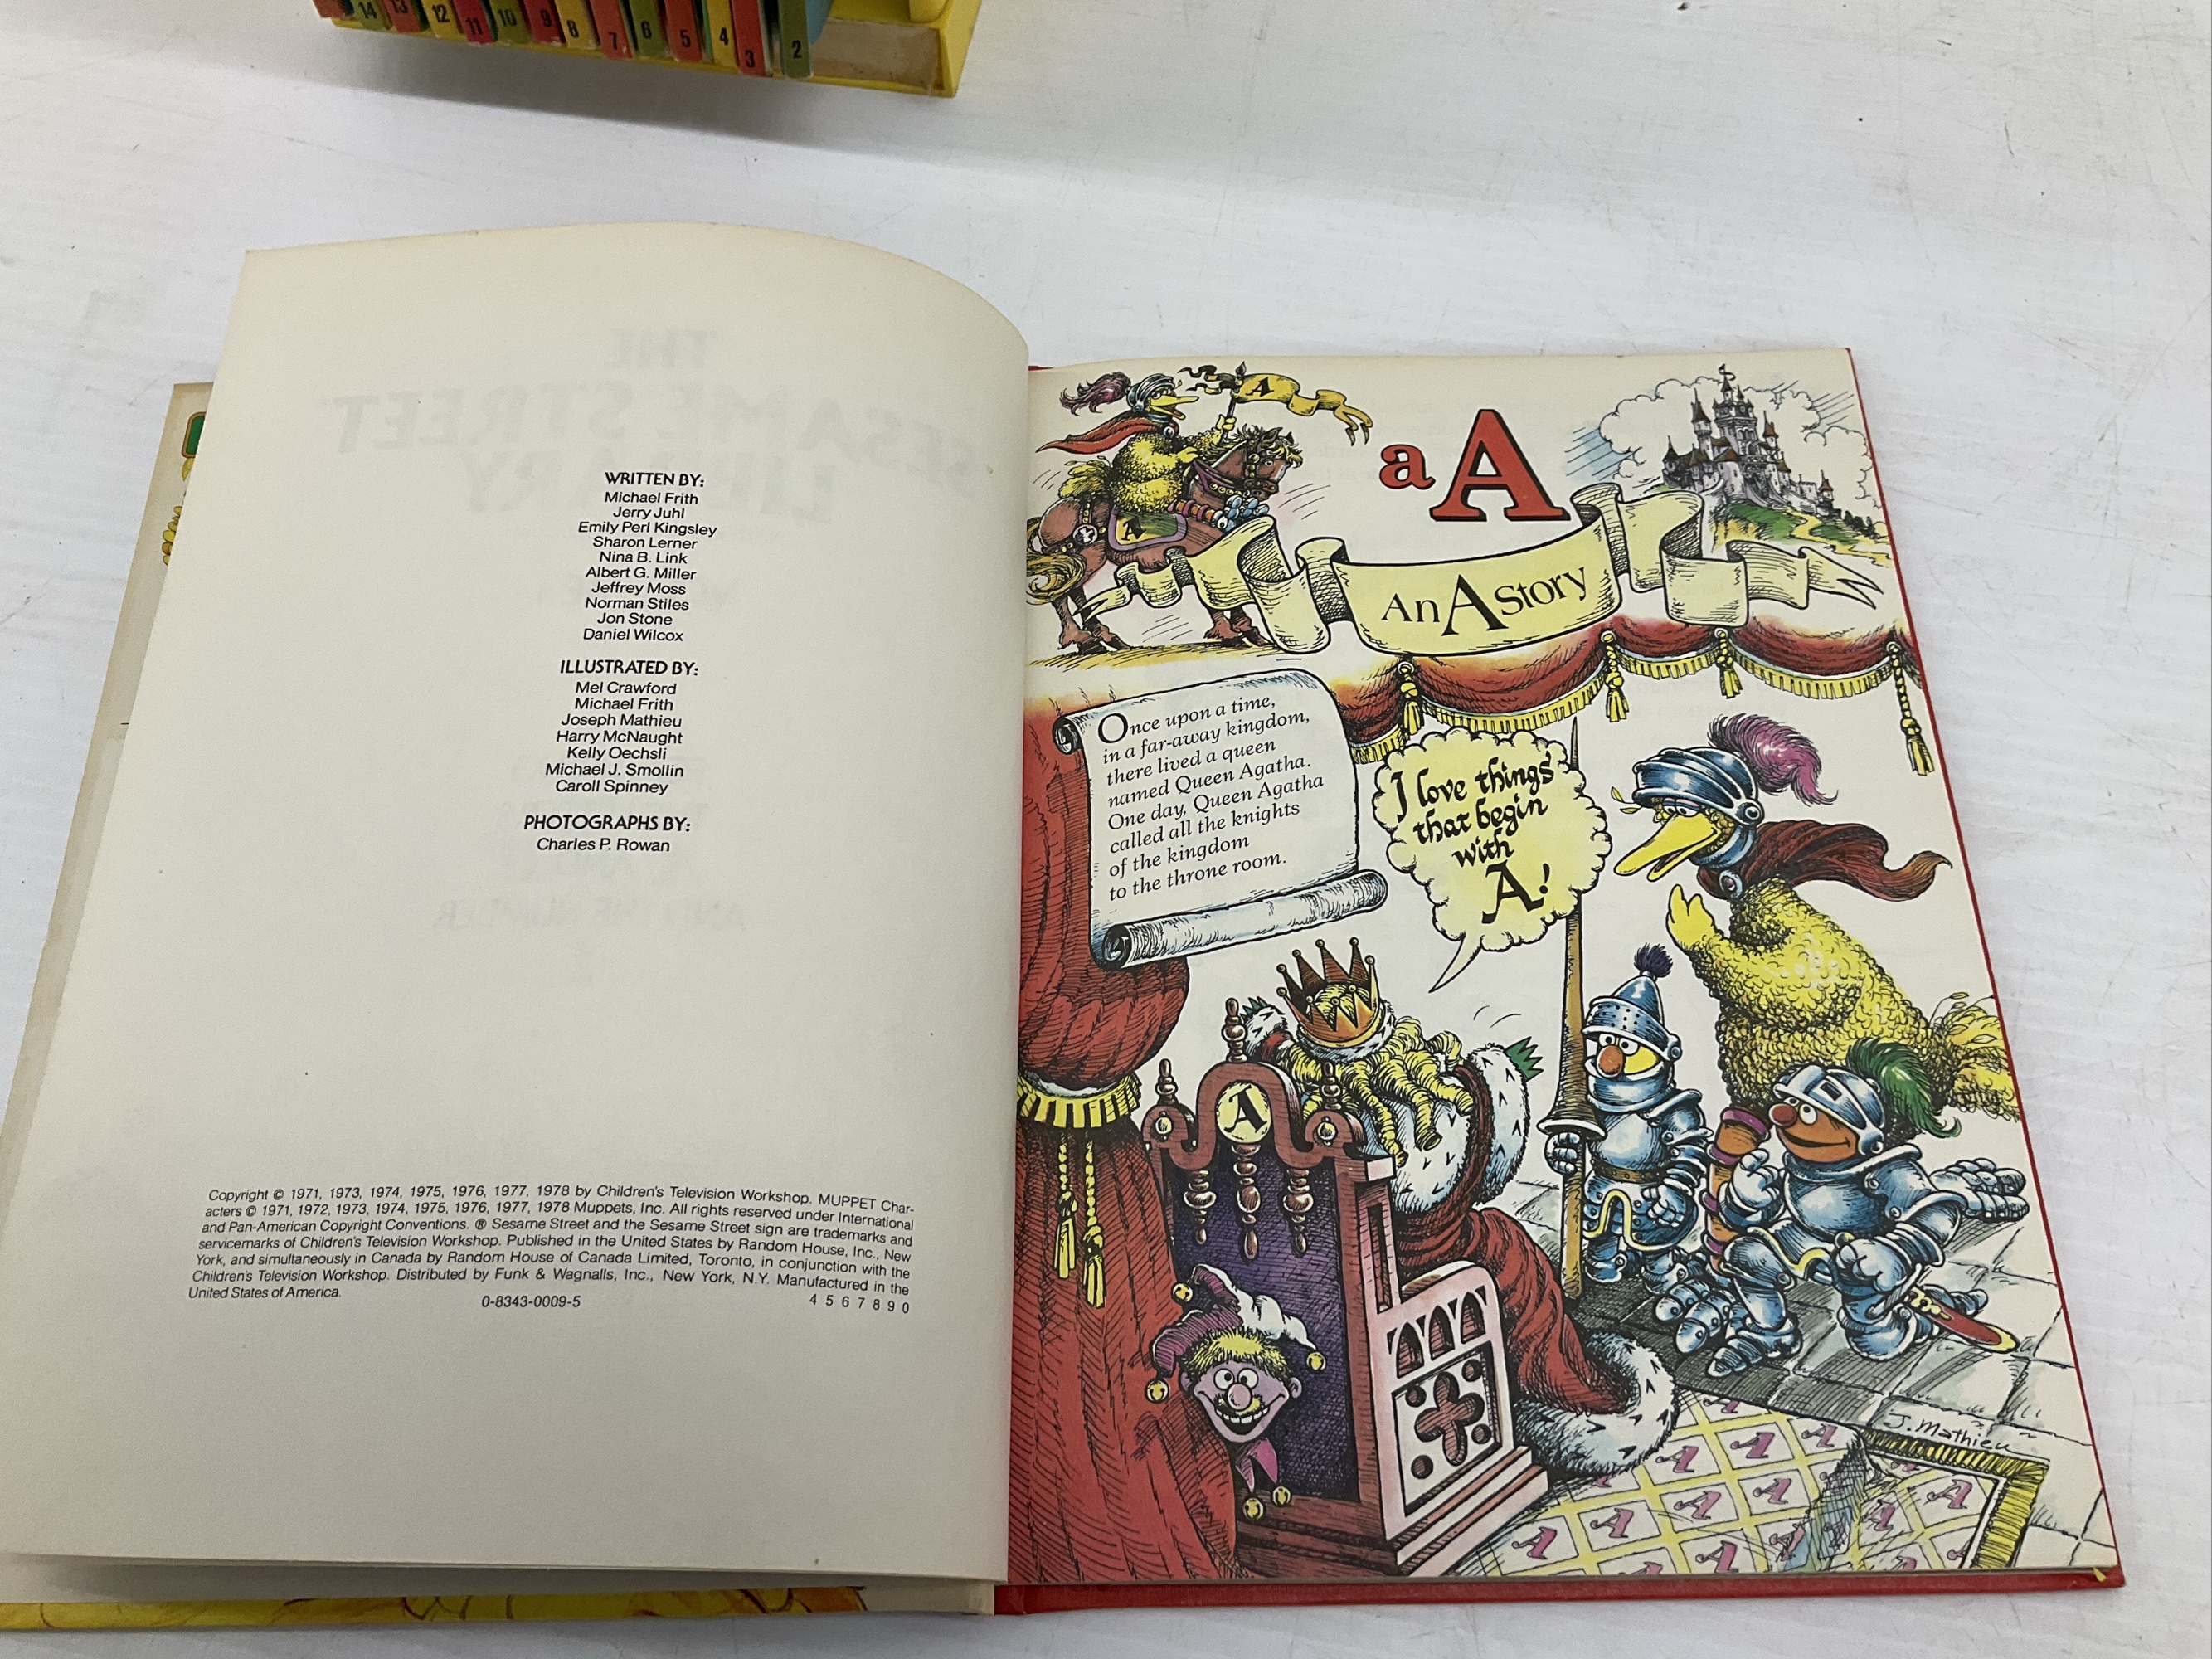 14
13
12
11
10
9
8
7
6
5
4
3
2
THE
SESAME STREET
LIBRARY
WRITTEN BY:
Michael Frith
Jerry Juhl
Emily Perl Kingsley
Sharon Lerner
Nina B. Link
Albert G. Miller
Jeffrey Moss
Norman Stiles
Jon Stone
Daniel Wilcox
ILLUSTRATED BY:
Mel Crawford
Michael Frith
Joseph Mathieu
Harry McNaught
Kelly Oechsli
Michael J. Smollin
Caroll Spinney
PHOTOGRAPHS BY:
Charles P. Rowan
Copyright © 1971, 1973, 1974, 1975, 1976, 1977, 1978 by Children's Television Workshop. MUPPET Char-
acters © 1971, 1972, 1973, 1974, 1975, 1976, 1977, 1978 Muppets, Inc. All rights reserved under International
and Pan-American Copyright Conventions. ® Sesame Street and the Sesame Street sign are trademarks and
servicemarks of Children's Television Workshop. Published in the United States by Random House, Inc., New
York, and simultaneously in Canada by Random House of Canada Limited, Toronto, in conjunction with the
Children's Television Workshop. Distributed by Funk & Wagnalls, Inc., New York, N.Y. Manufactured in the
United States of America.
0-8343-0009-5
4 5 6 7 8 9 0
A
A
aA
An A Story
Once upon a time,
in a far-away kingdom,
there lived a queen
named Queen Agatha.
One day, Queen Agatha
called all the knights
of the kingdom
to the throne room.
I love things
that begin
with
A!
A
J. Mathieu